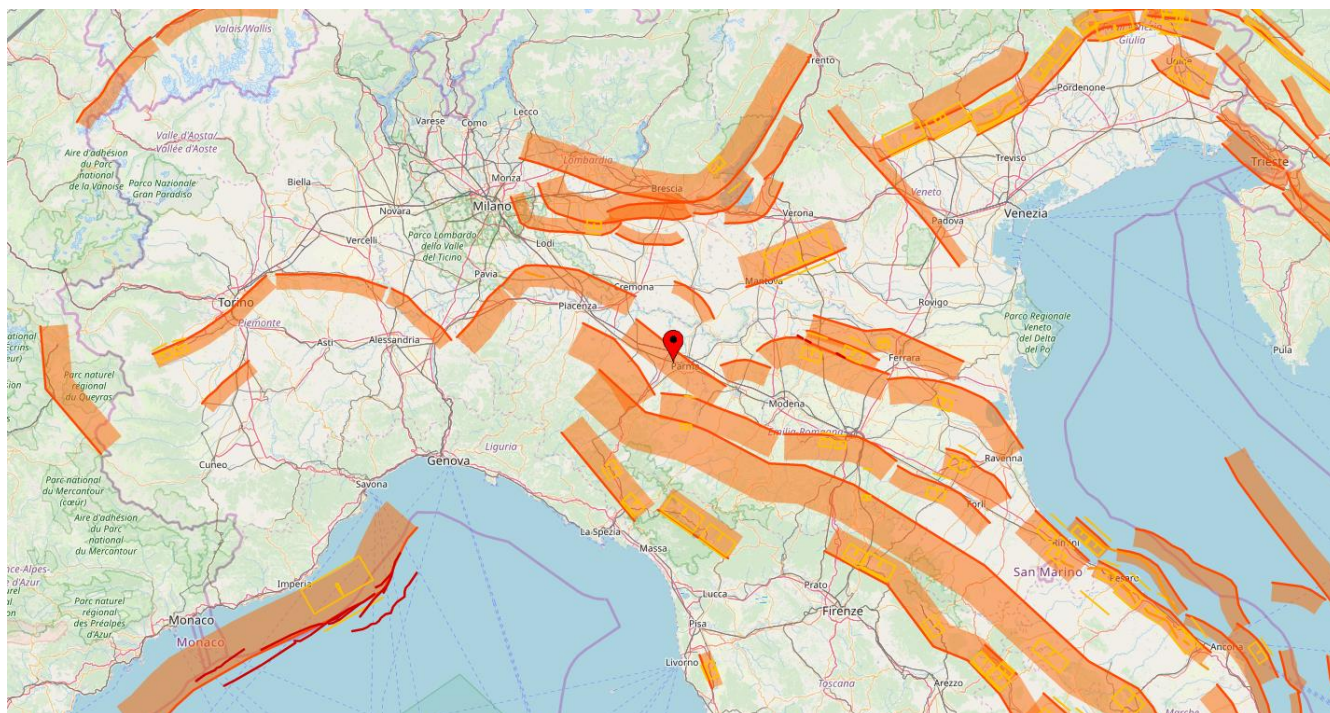 Valais/Wallis
Trento
Friuli Venezia
Giulia
Udine
Pordenone
Lecco
Varese
Como
Valle d'Aosta/
Vallée d'Aoste
Aire d'adhésion
du Parc
national
de la Vanoise
Parco Nazionale
Gran Paradiso
Biella
Monza
Lombardia
Brescia
Treviso
Trieste
Novara
Milano
Veneto
Verona
Padova
Venezia
Vercelli
Parco Lombardo
della Valle
del Ticino
Lodi
Pavia
Cremona
Mantova
Rovigo
Torino
Piemonte
Piacenza
Parco Regionale
Veneto
del Delta
del Po
Asti
Alessandria
Pula
Ferrara
Parma
Parc naturel
régional
du Queyras
Modena
Emilia-Romagna
Liguria
Genova
Ravenna
Cuneo
Savona
Parc national
du Mercantour
(cœur)
Forlì
Aire d'adhésion
du Parc
national
du Mercantour
La Spezia
Massa
Rimini
San Marino
Pesaro
Imperia
Parc naturel
régional
des Préalpes
d'Azur
Monaco
Monaco
Lucca
Prato
Firenze
Pisa
Livorno
Ancona
Toscana
Arezzo
Marche